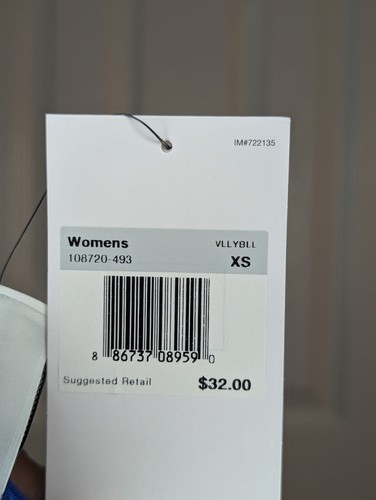 IM#722135
Womens VLLYBLL
108720-493 XS
8 86737 08959 0
Suggested Retail $32.00